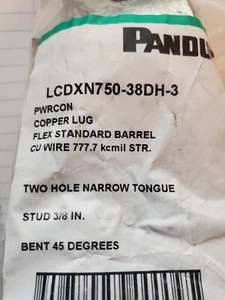 PANDU
LCDXN750-38DH-3
PWRCON
COPPER LUG
FLEX STANDARD BARREL
CU WIRE 777.7 kcmil STR.
TWO HOLE NARROW TONGUE
STUD 3/8 IN.
BENT 45 DEGREES